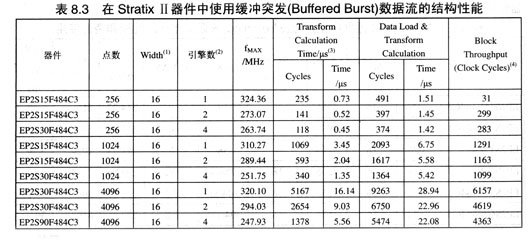 表 8.3 在 Stratix Ⅱ器件中使用缓冲突发(Buffered Burst)数据流的结构性能
器件 点数 Width(1) 引擎数(2) fMAX /MHz Transform Calculation Time/μs(3) Data Load & Transform Calculation Block Throughput (Clock Cycles)(4)
Cycles Time /μs Cycles Time /μs
EP2S15F484C3 256 16 1 324.36 235 0.73 491 1.51 31
EP2S15F484C3 256 16 2 273.07 141 0.52 397 1.45 299
EP2S30F484C3 256 16 4 263.74 118 0.45 374 1.42 283
EP2S15F484C3 1024 16 1 310.27 1069 3.45 2093 6.75 1291
EP2S15F484C3 1024 16 2 289.44 593 2.04 1617 5.58 1163
EP2S30F484C3 1024 16 4 251.75 340 1.35 1364 5.42 1099
EP2S30F484C3 4096 16 1 320.10 5167 16.14 9263 28.94 6157
EP2S30F484C3 4096 16 2 294.03 2654 9.03 6750 22.96 4619
EP2S90F484C3 4096 16 4 247.93 1378 5.56 5474 22.08 4363